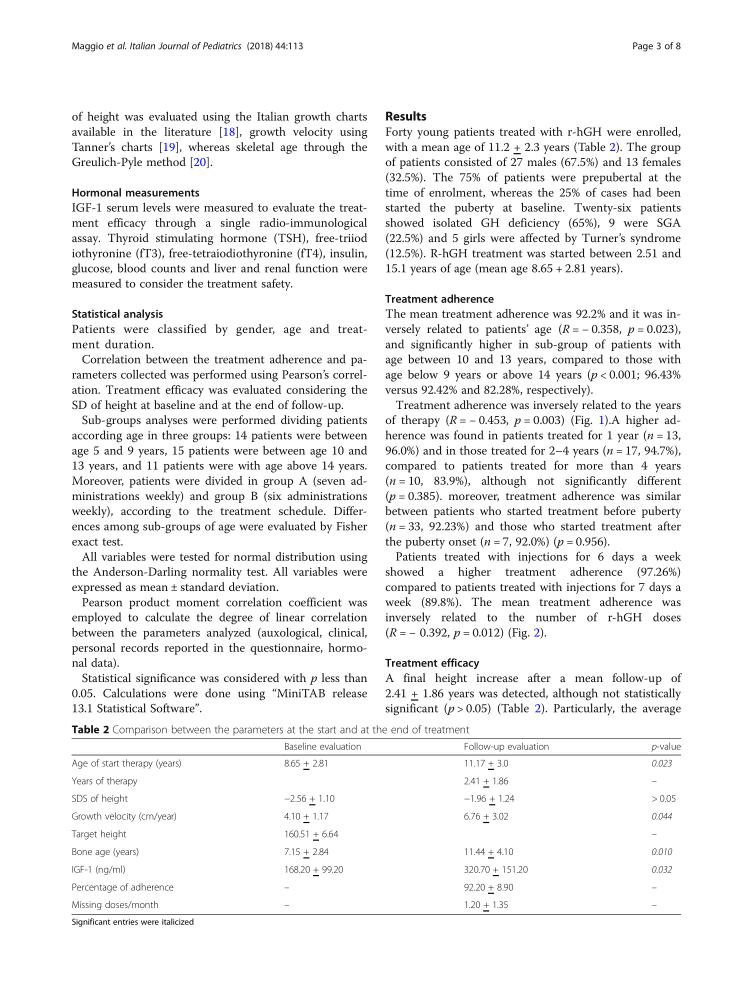 Maggio et al. Italian Journal of Pediatrics (2018) 44:113
Page 3 of 8
of height was evaluated using the Italian growth charts
available in the literature [18], growth velocity using
Tanner's charts [19], whereas skeletal age through the
Greulich-Pyle method [20].
Hormonal measurements
IGF-1 serum levels were measured to evaluate the treat-
ment efficacy through a single radio-immunological
assay. Thyroid stimulating hormone (TSH), free-triiod
iothyronine (fT3), free-tetraiodiothyronine (fT4), insulin,
glucose, blood counts and liver and renal function were
measured to consider the treatment safety.
Statistical analysis
Patients were classified by gender, age and treat-
ment duration.
Correlation between the treatment adherence and pa-
rameters collected was performed using Pearson's correl-
ation. Treatment efficacy was evaluated considering the
SD of height at baseline and at the end of follow-up.
Sub-groups analyses were performed dividing patients
according age in three groups: 14 patients were between
age 5 and 9 years, 15 patients were between age 10 and
13 years, and 11 patients were with age above 14 years.
Moreover, patients were divided in group A (seven ad-
ministrations weekly) and group B (six administrations
weekly), according to the treatment schedule. Differ-
ences among sub-groups of age were evaluated by Fisher
exact test.
All variables were tested for normal distribution using
the Anderson-Darling normality test. All variables were
expressed as mean ± standard deviation.
Pearson product moment correlation coefficient was
employed to calculate the degree of linear correlation
between the parameters analyzed (auxological, clinical,
personal records reported in the questionnaire, hormo-
nal data).
Statistical significance was considered with p less than
0.05. Calculations were done using "MiniTAB release
13.1 Statistical Software".
Results
Forty young patients treated with r-hGH were enrolled,
with a mean age of 11.2 ± 2.3 years (Table 2). The group
of patients consisted of 27 males (67.5%) and 13 females
(32.5%). The 75% of patients were prepubertal at the
time of enrolment, whereas the 25% of cases had been
started the puberty at baseline. Twenty-six patients
showed isolated GH deficiency (65%), 9 were SGA
(22.5%) and 5 girls were affected by Turner's syndrome
(12.5%). R-hGH treatment was started between 2.51 and
15.1 years of age (mean age 8.65 + 2.81 years).
Treatment adherence
The mean treatment adherence was 92.2% and it was in-
versely related to patients' age (R = − 0.358, p = 0.023),
and significantly higher in sub-group of patients with
age between 10 and 13 years, compared to those with
age below 9 years or above 14 years (p < 0.001; 96.43%
versus 92.42% and 82.28%, respectively).
Treatment adherence was inversely related to the years
of therapy (R = − 0.453, p = 0.003) (Fig. 1).A higher ad-
herence was found in patients treated for 1 year (n = 13,
96.0%) and in those treated for 2–4 years (n = 17, 94.7%),
compared to patients treated for more than 4 years
(n = 10, 83.9%), although not significantly different
(p = 0.385). moreover, treatment adherence was similar
between patients who started treatment before puberty
(n = 33, 92.23%) and those who started treatment after
the puberty onset (n = 7, 92.0%) (p = 0.956).
Patients treated with injections for 6 days a week
showed a higher treatment adherence (97.26%)
compared to patients treated with injections for 7 days a
week (89.8%). The mean treatment adherence was
inversely related to the number of r-hGH doses
(R = − 0.392, p = 0.012) (Fig. 2).
Treatment efficacy
A final height increase after a mean follow-up of
2.41 ± 1.86 years was detected, although not statistically
significant (p > 0.05) (Table 2). Particularly, the average
Table 2 Comparison between the parameters at the start and at the end of treatment
Baseline evaluation Follow-up evaluation p-value
Age of start therapy (years) 8.65 ± 2.81 11.17 ± 3.0 0.023
Years of therapy 2.41 ± 1.86 –
SDS of height −2.56 ± 1.10 −1.96 ± 1.24 > 0.05
Growth velocity (cm/year) 4.10 ± 1.17 6.76 ± 3.02 0.044
Target height 160.51 ± 6.64 –
Bone age (years) 7.15 ± 2.84 11.44 ± 4.10 0.010
IGF-1 (ng/ml) 168.20 ± 99.20 320.70 ± 151.20 0.032
Percentage of adherence – 92.20 ± 8.90 –
Missing doses/month – 1.20 ± 1.35 –
Significant entries were italicized